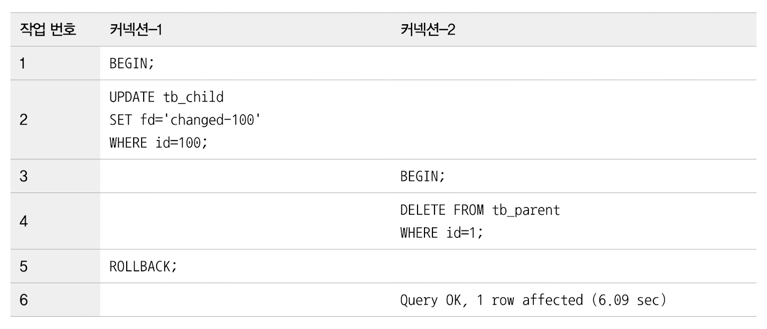 작업 번호 커넥션-1 커넥션-2
1 BEGIN;
2 UPDATE tb_child
SET fd='changed-100'
WHERE id=100;
3 BEGIN;
4 DELETE FROM tb_parent
WHERE id=1;
5 ROLLBACK;
6 Query OK, 1 row affected (6.09 sec)